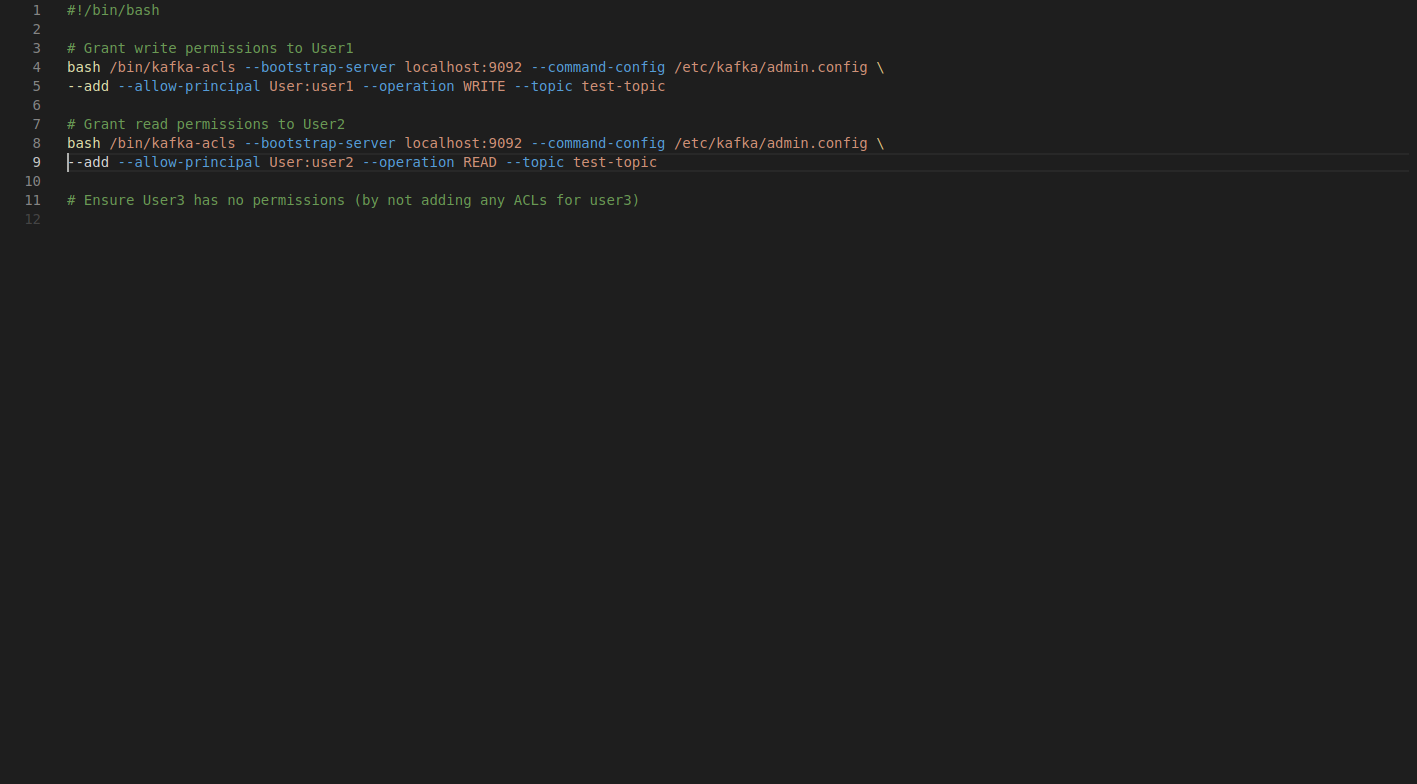 1 #!/bin/bash
2
3 # Grant write permissions to User1
4 bash /bin/kafka-acls --bootstrap-server localhost:9092 --command-config /etc/kafka/admin.config \
5 --add --allow-principal User:user1 --operation WRITE --topic test-topic
6
7 # Grant read permissions to User2
8 bash /bin/kafka-acls --bootstrap-server localhost:9092 --command-config /etc/kafka/admin.config \
9 --add --allow-principal User:user2 --operation READ --topic test-topic
10
11 # Ensure User3 has no permissions (by not adding any ACLs for user3)
12